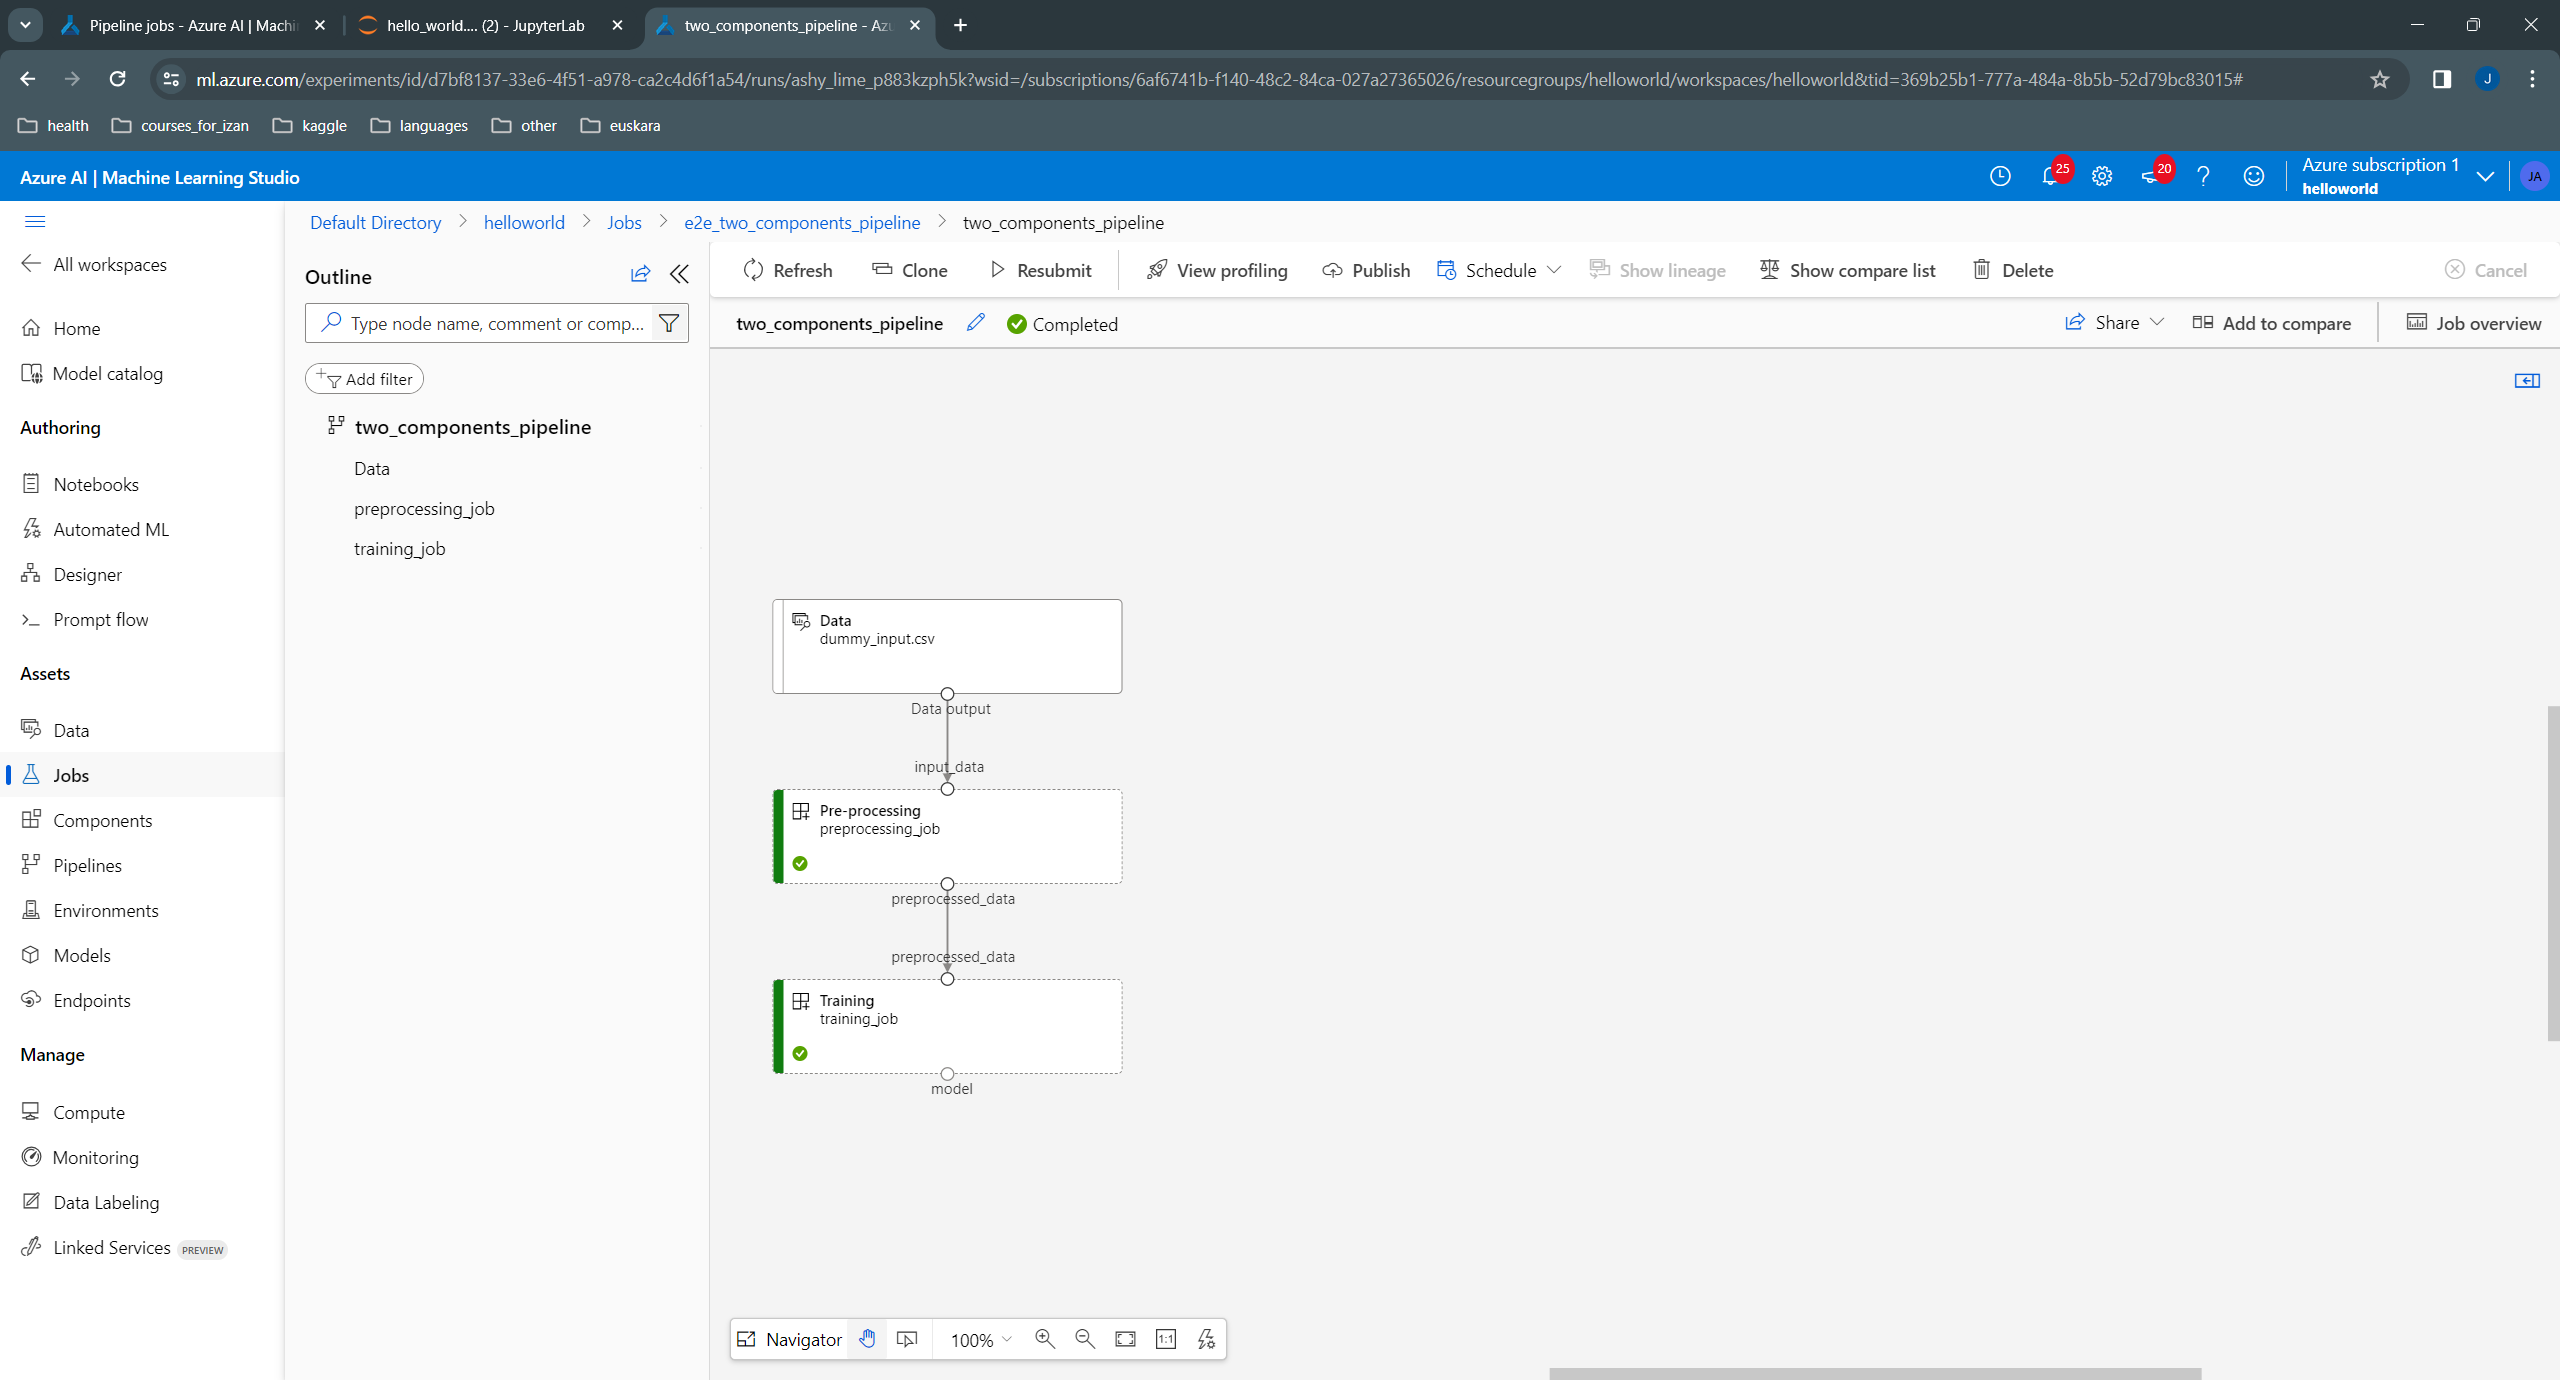 Pipeline jobs - Azure AI | Machi
hello_world.... (2) - JupyterLab
two_components_pipeline - Azu
ml.azure.com/experiments/id/d7bf8137-33e6-4f51-a978-ca2c4d6f1a54/runs/ashy_lime_p883kzph5k?wsid=/subscriptions/6af6741b-f140-48c2-84ca-027a27365026/resourcegroups/helloworld/workspaces/helloworld&tid=369b25b1-777a-484a-8b5b-52d79bc83015#
J
health
courses_for_izan
kaggle
languages
other
euskara
Azure AI | Machine Learning Studio
25
20
Azure subscription 1
helloworld
JA
All workspaces
Home
Model catalog
Authoring
Notebooks
Automated ML
Designer
Prompt flow
Assets
Data
Jobs
Components
Pipelines
Environments
Models
Endpoints
Manage
Compute
Monitoring
Data Labeling
Linked Services PREVIEW
Default Directory > helloworld > Jobs > e2e_two_components_pipeline > two_components_pipeline
Outline
Type node name, comment or comp...
Add filter
two_components_pipeline
Data
preprocessing_job
training_job
Refresh
Clone
Resubmit
View profiling
Publish
Schedule
Show lineage
Show compare list
Delete
Cancel
two_components_pipeline
Completed
Share
Add to compare
Job overview
Data
dummy_input.csv
Data output
input_data
Pre-processing
preprocessing_job
preprocessed_data
preprocessed_data
Training
training_job
model
Navigator
100%
1:1